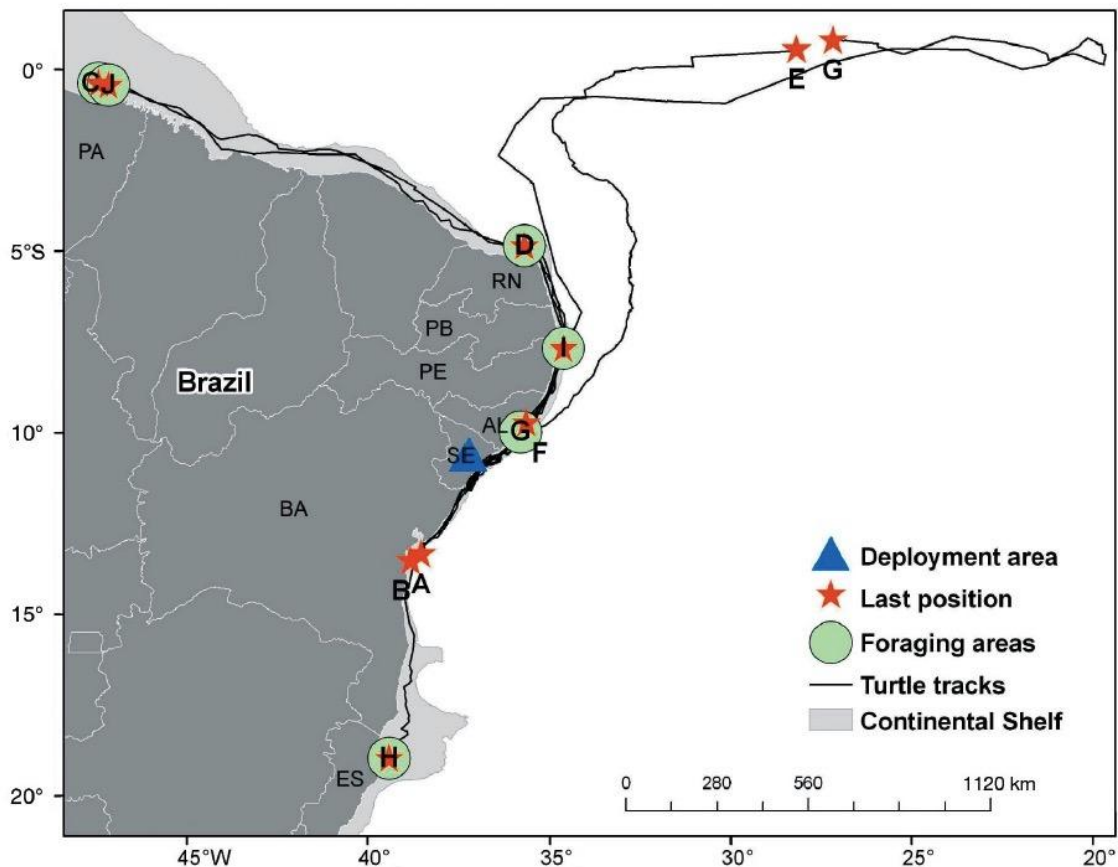 0°
5°S
10°
15°
20°
45°W
40°
35°
30°
25°
20°
C J
E
G
PA
D
RN
PB
I
PE
Brazil
AL
G
F
SE
BA
B
A
H
ES
Deployment area
Last position
Foraging areas
Turtle tracks
Continental Shelf
0 280 560 1120 km